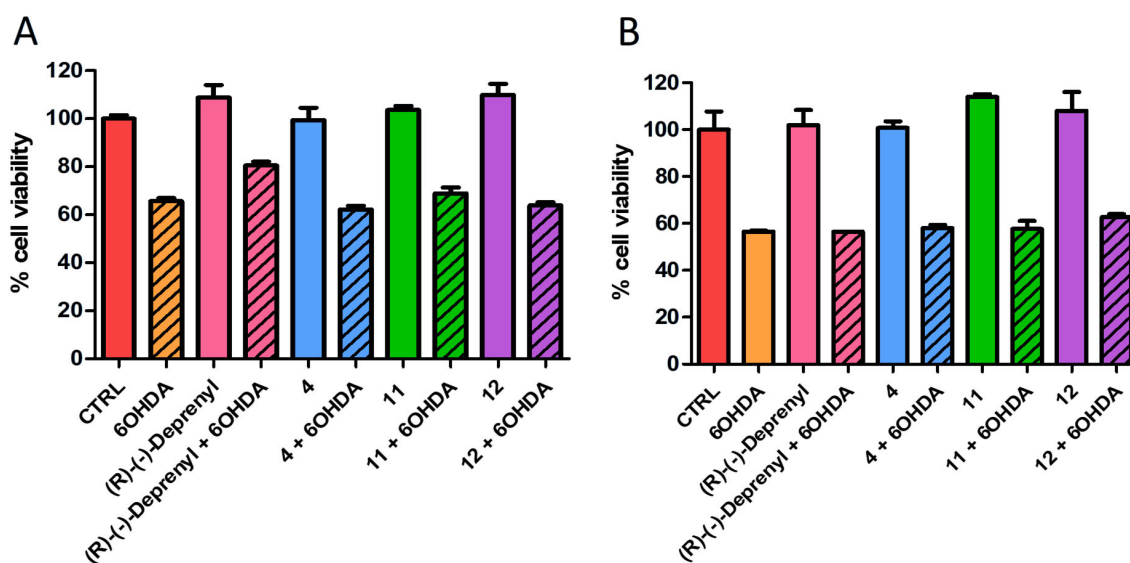 A
% cell viability
120
100
80
60
40
20
0
CTRL
6OHDA
(R)-(-)-Deprenyl
(R)-(-)-Deprenyl + 6OHDA
4
4 + 6OHDA
11
11 + 6OHDA
12
12 + 6OHDA
B
% cell viability
120
100
80
60
40
20
0
CTRL
6OHDA
(R)-(-)-Deprenyl
(R)-(-)-Deprenyl + 6OHDA
4
4 + 6OHDA
11
11 + 6OHDA
12
12 + 6OHDA